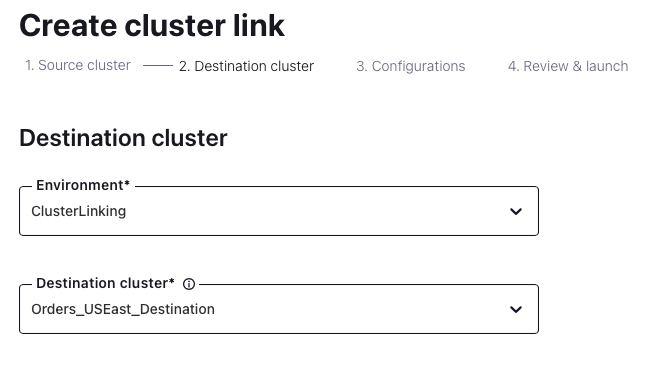 Create cluster link
1. Source cluster 2. Destination cluster 3. Configurations 4. Review & launch
Destination cluster
Environment*
ClusterLinking
Destination cluster*
Orders_USEast_Destination